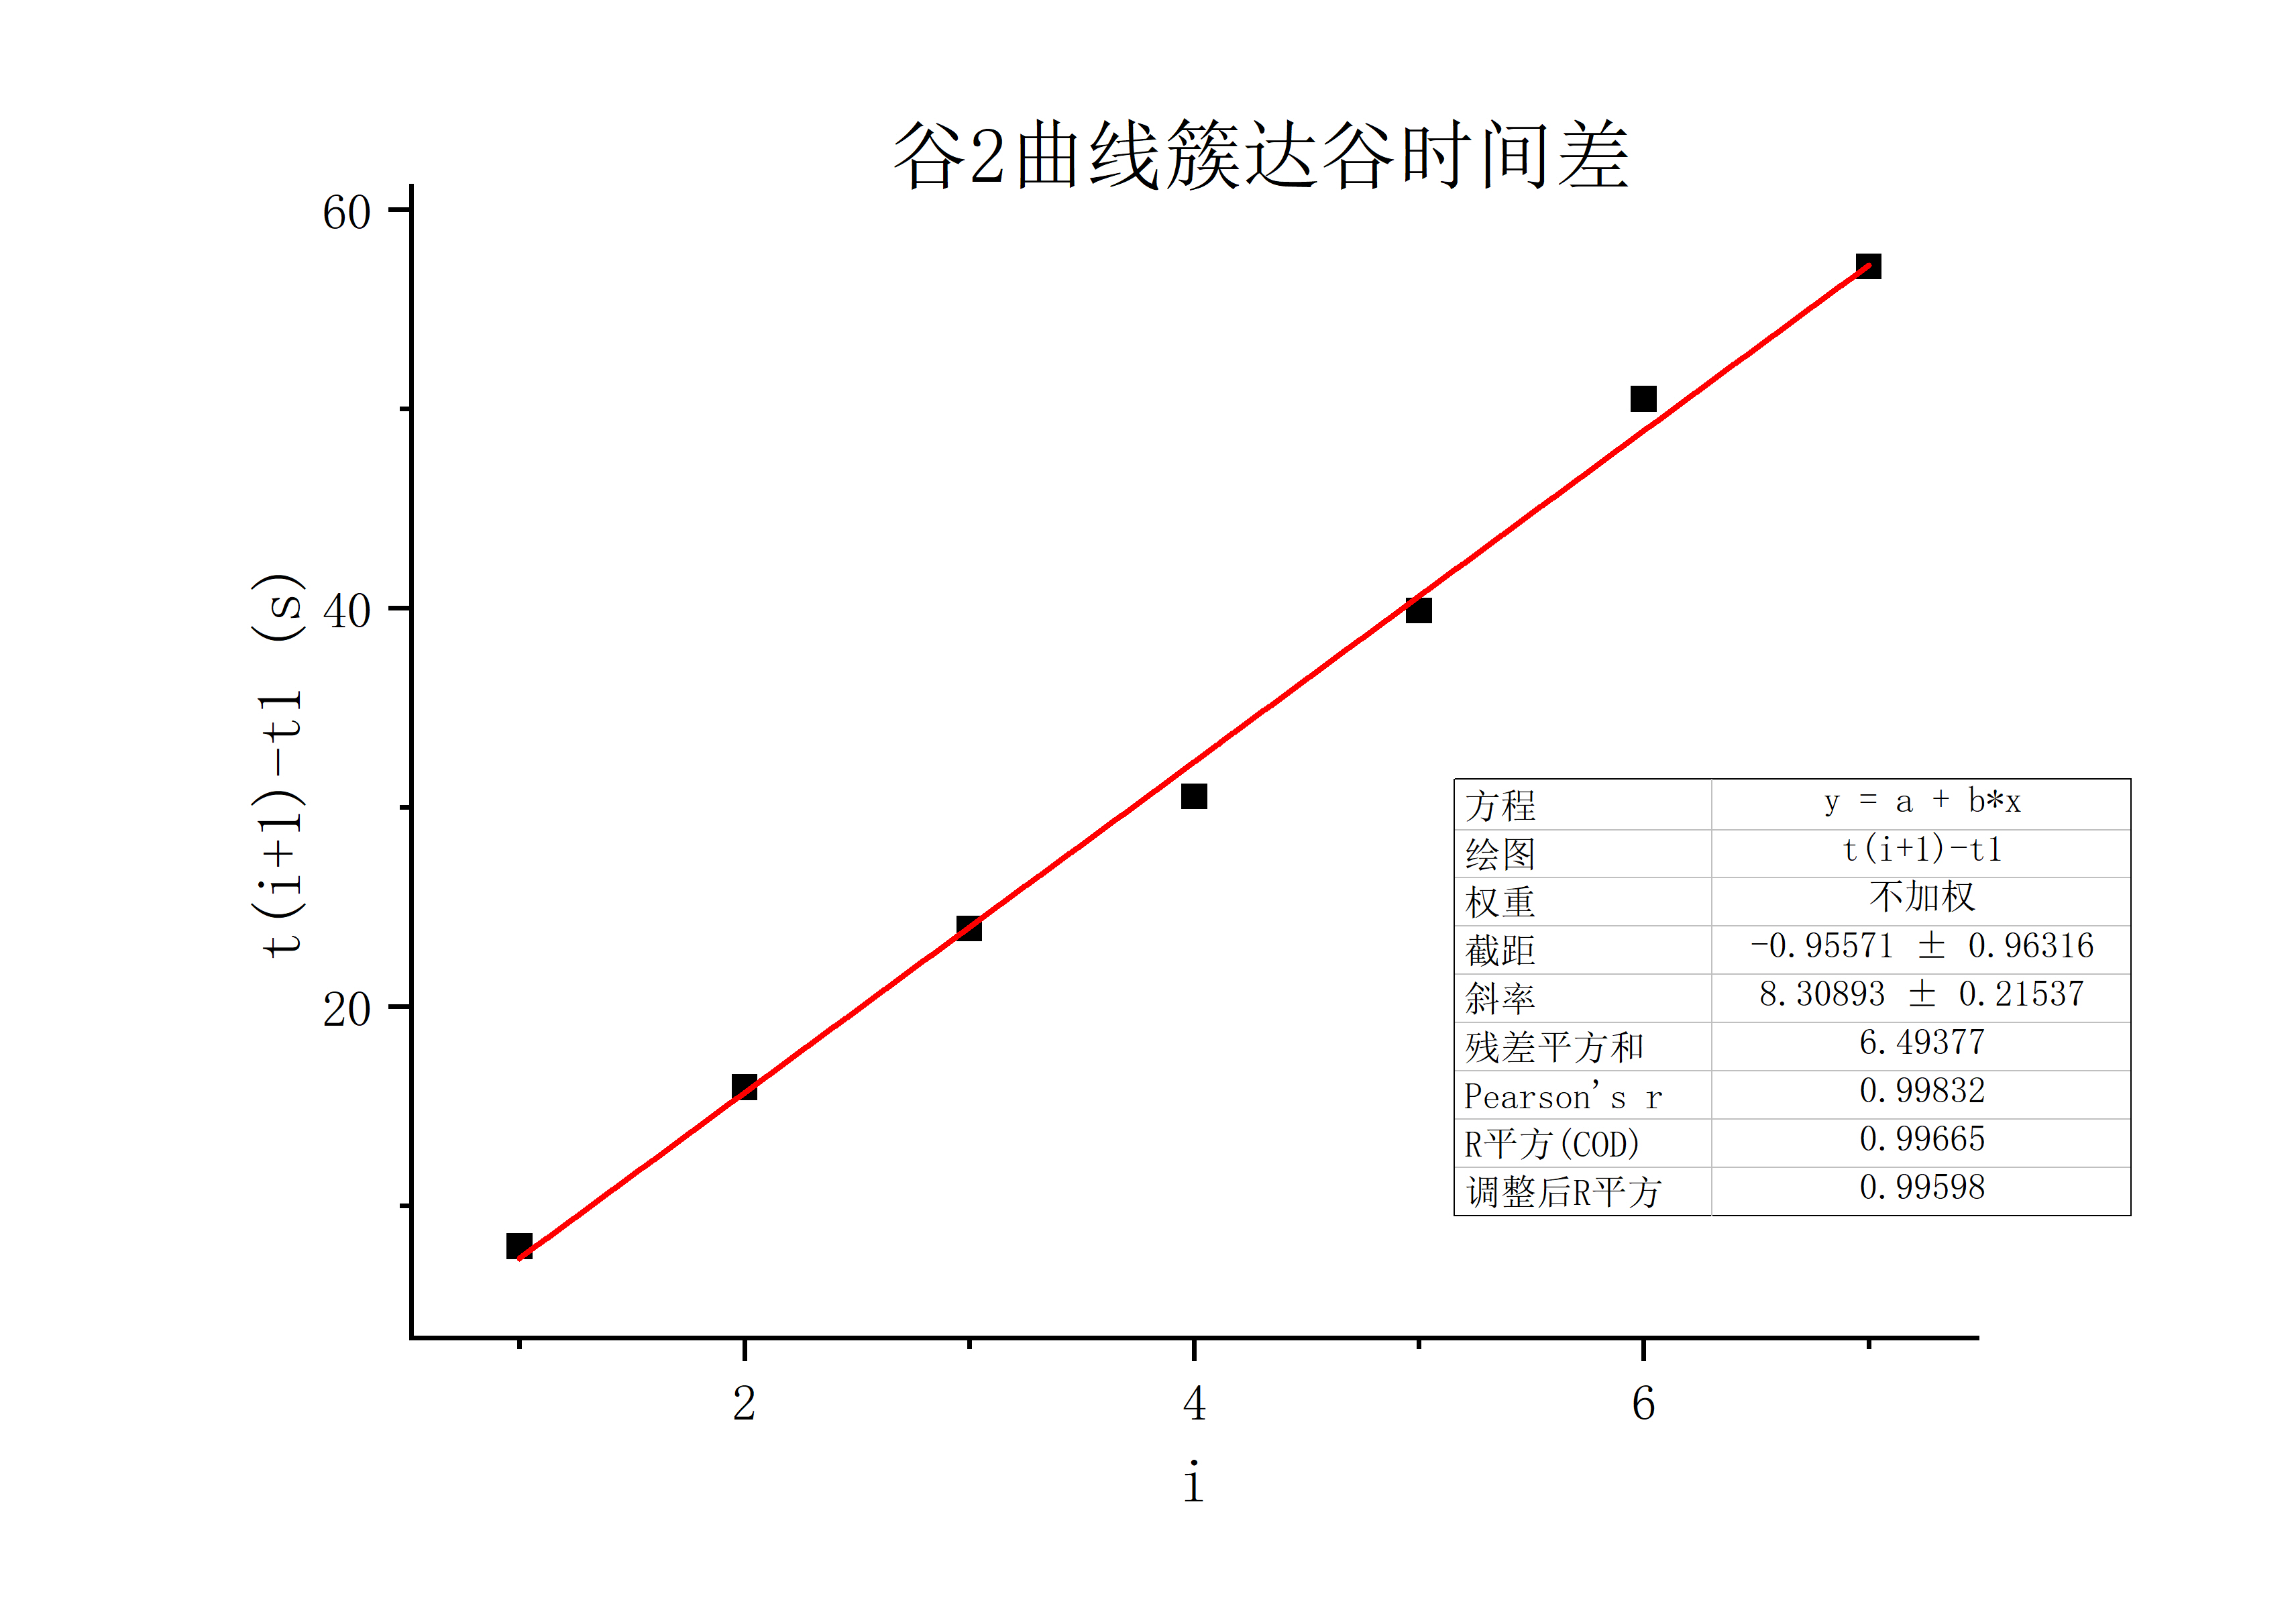 谷2曲线簇达谷时间差
60
40
20
t(i+1)-t1 (s)
2
4
6
i
方程 y = a + b*x
绘图 t(i+1)-t1
权重 不加权
截距 -0.95571 ± 0.96316
斜率 8.30893 ± 0.21537
残差平方和 6.49377
Pearson's r 0.99832
R平方(COD) 0.99665
调整后R平方 0.99598